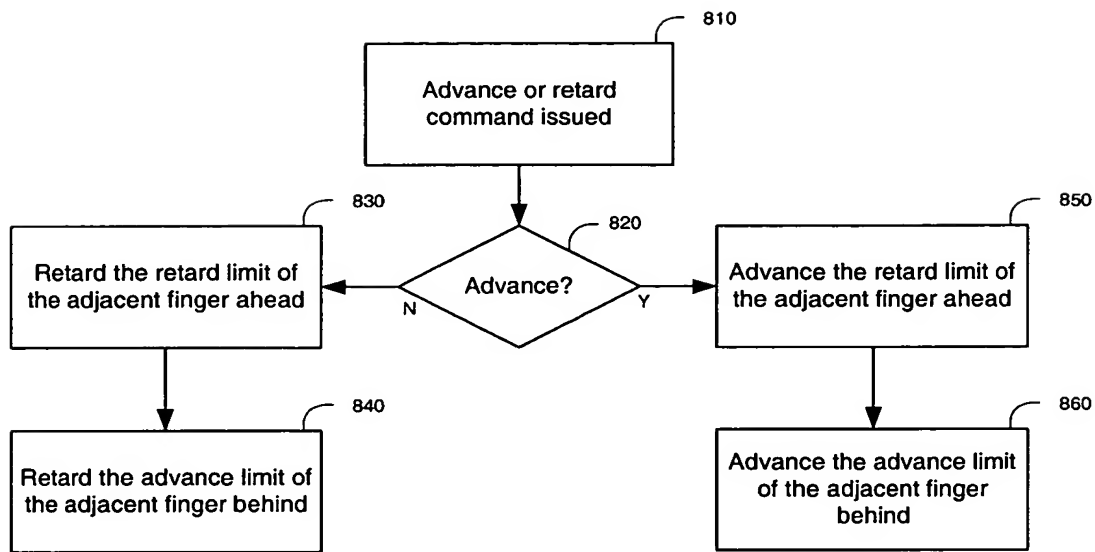 810
Advance or retard
command issued
830
820
850
Retard the retard limit of
the adjacent finger ahead
Advance?
Advance the retard limit of
the adjacent finger ahead
N
Y
840
860
Retard the advance limit of
the adjacent finger behind
Advance the advance limit
of the adjacent finger
behind